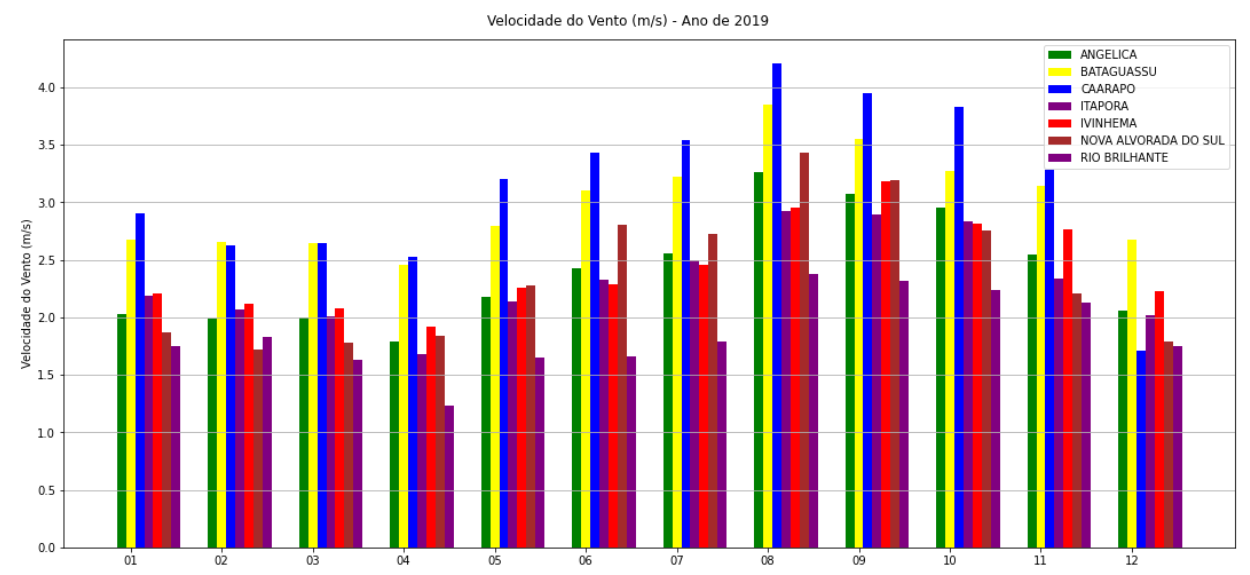 Velocidade do Vento (m/s) - Ano de 2019
ANGELICA
BATAGUASSU
CAARAPO
ITAPORA
IVINHEMA
NOVA ALVORADA DO SUL
RIO BRILHANTE
Velocidade do Vento (m/s)
4.0
3.5
3.0
2.5
2.0
1.5
1.0
0.5
0.0
01 02 03 04 05 06 07 08 09 10 11 12